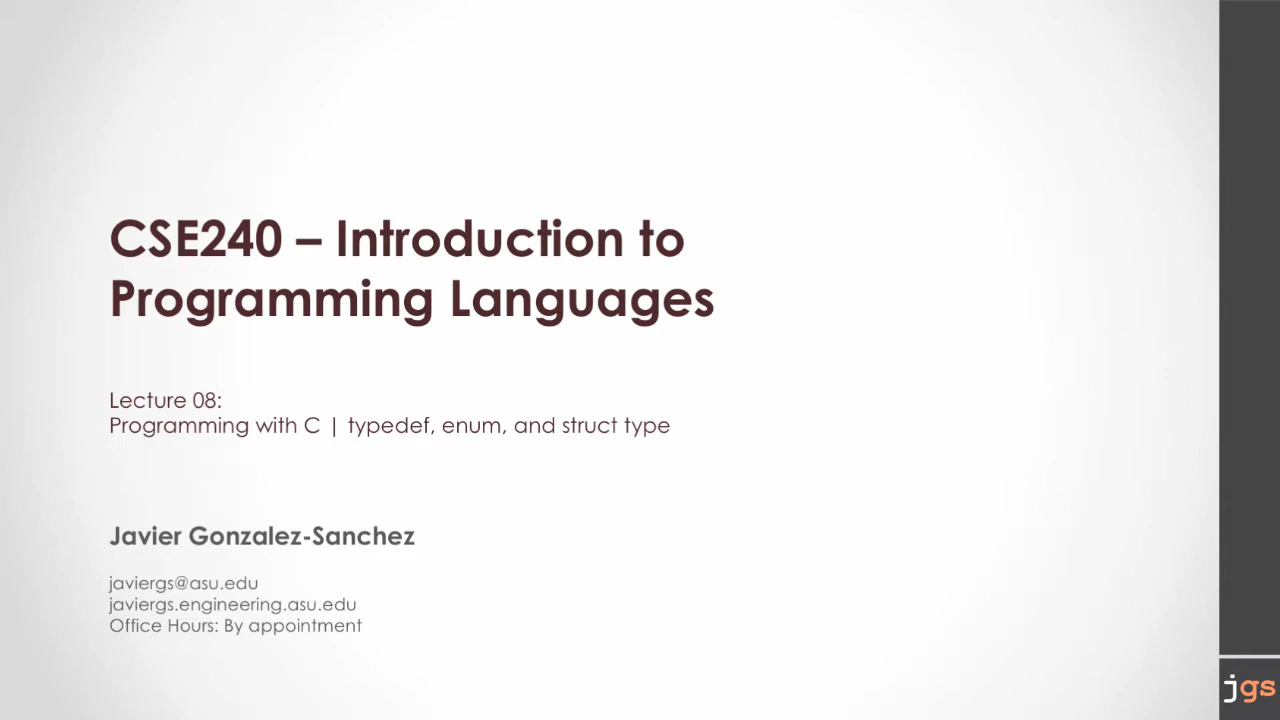 CSE240 – Introduction to
Programming Languages
Lecture 08:
Programming with C | typedef, enum, and struct type
Javier Gonzalez-Sanchez
javiergs@asu.edu
javiergs.engineering.asu.edu
Office Hours: By appointment
jgs